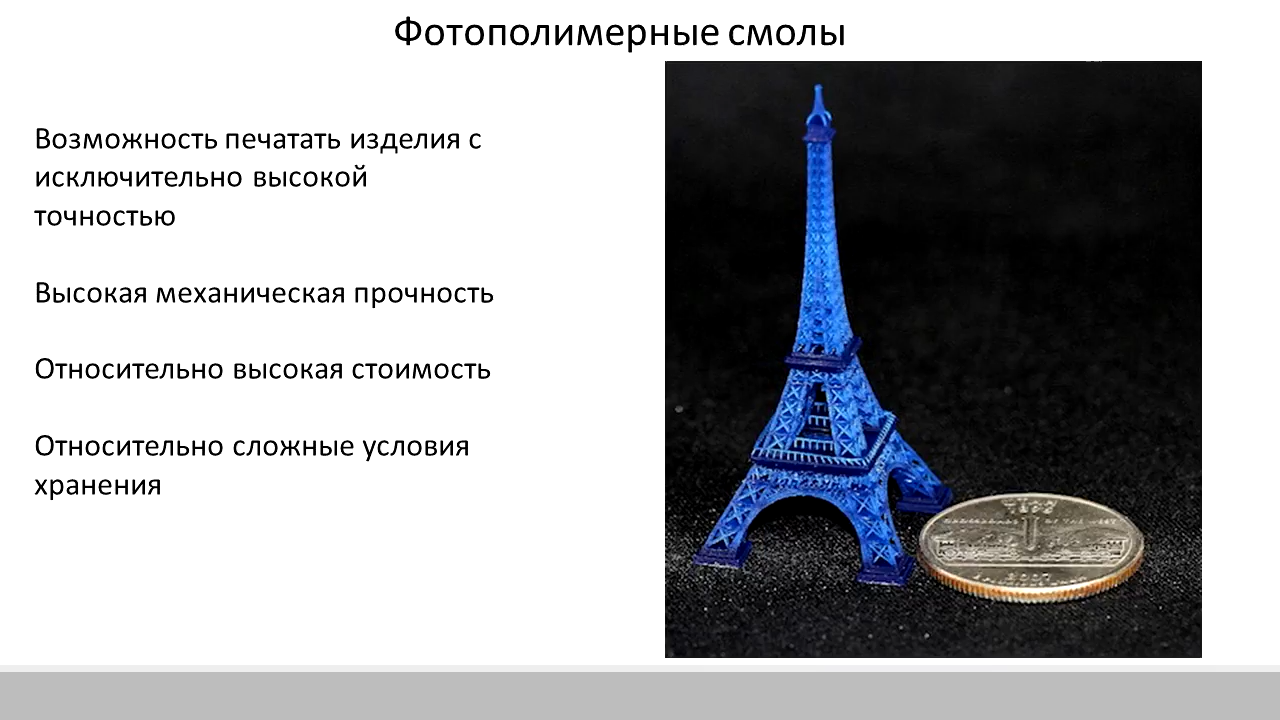 Фотополимерные смолы
Возможность печатать изделия с
исключительно высокой
точностью
Высокая механическая прочность
Относительно высокая стоимость
Относительно сложные условия
хранения